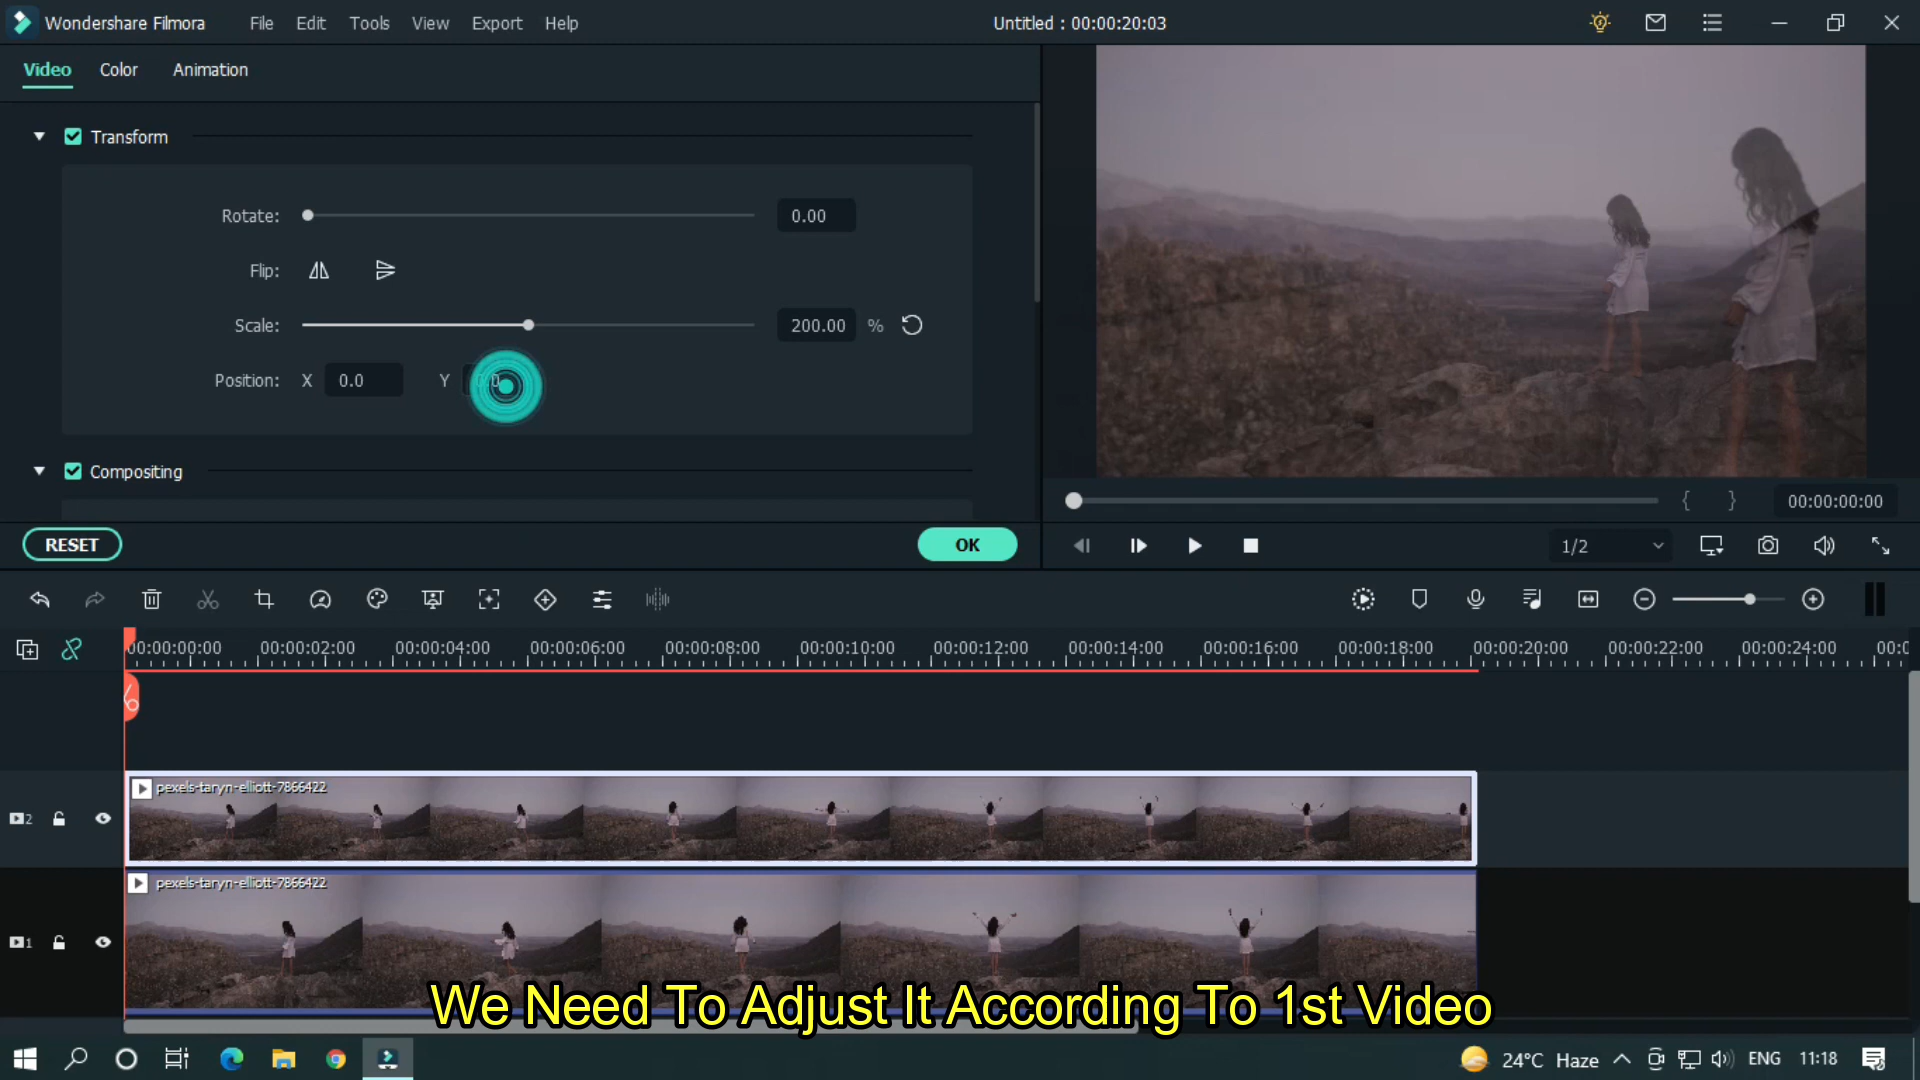 Wondershare Filmora File Edit Tools View Export Help Untitled : 00:00:20:03
Video Color Animation
Transform
Rotate: 0.00
Flip:
Scale: 200.00 %
Position: X 0.0 Y
Compositing
00:00:00:00
RESET OK 1/2
00:00:00:00 00:00:02:00 00:00:04:00 00:00:06:00 00:00:08:00 00:00:10:00 00:00:12:00 00:00:14:00 00:00:16:00 00:00:18:00 00:00:20:00 00:00:22:00 00:00:24:00 00:0
pexels-taryn-elliott-7866422
2
pexels-taryn-elliott-7866422
1
We Need To Adjust It According To 1st Video
24°C Haze ENG 11:18